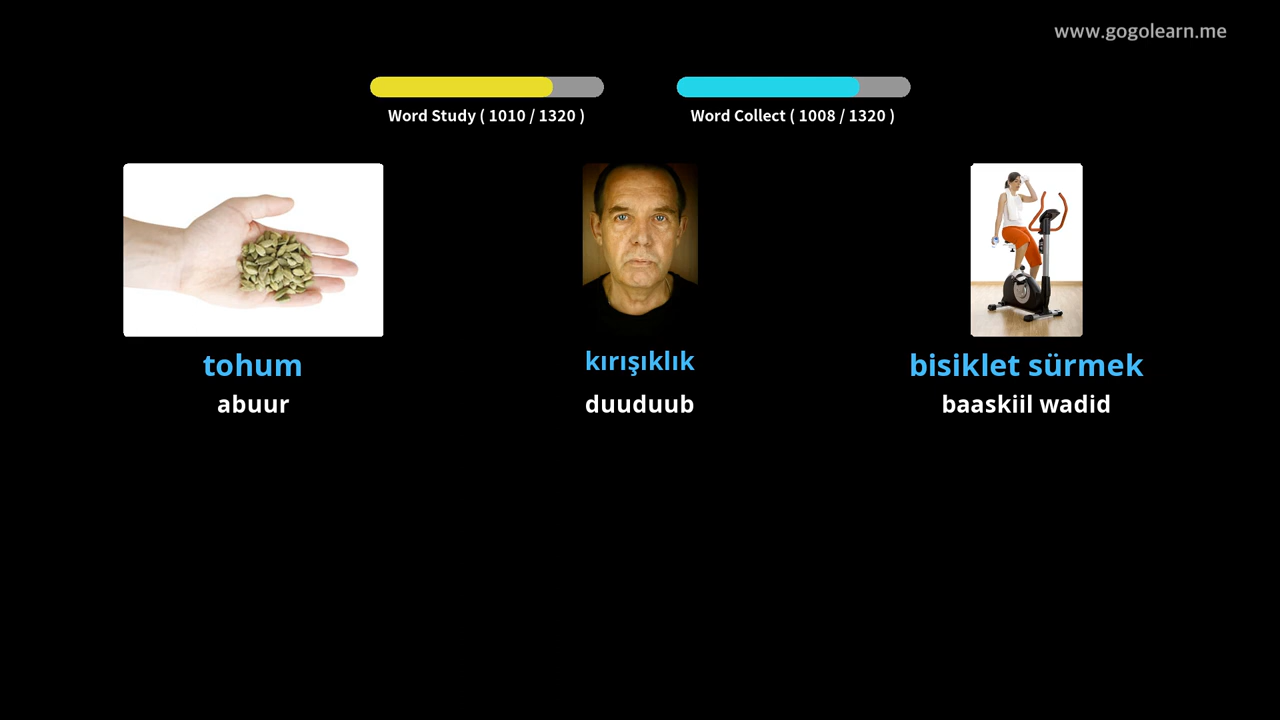 www.gogolearn.me
Word Study ( 1010 / 1320 )
Word Collect ( 1008 / 1320 )
tohum
abuur
kırışıklık
duuduub
bisiklet sürmek
baaskiil wadid